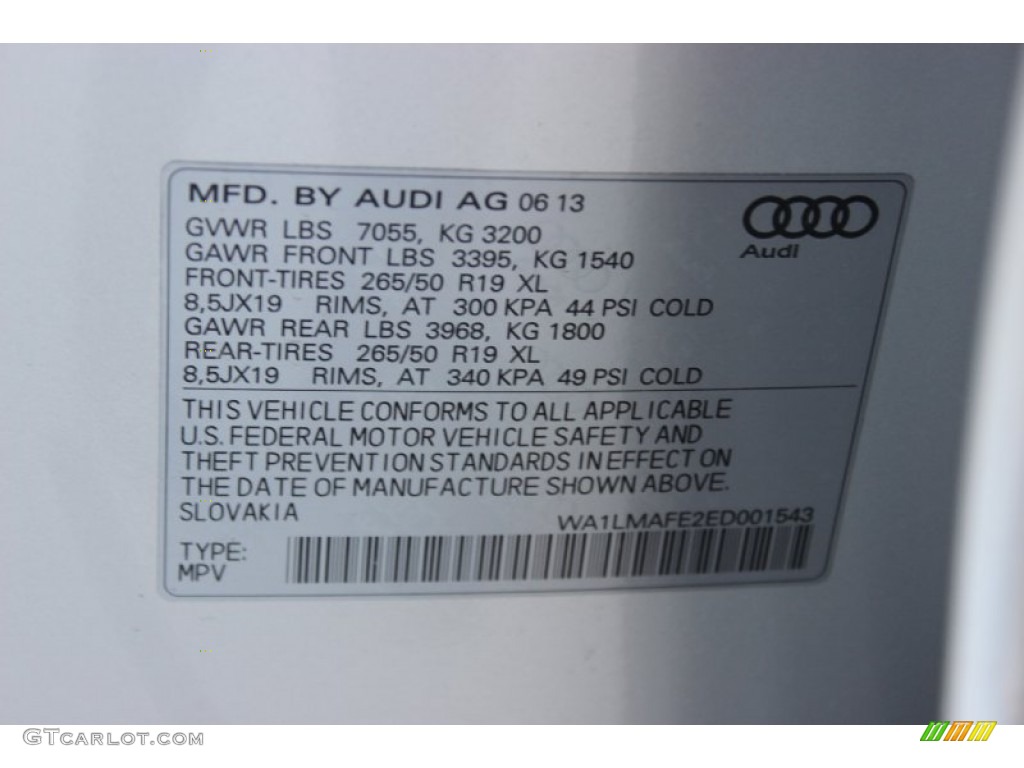 MFD. BY AUDI AG 06 13
GVWR LBS 7055, KG 3200
GAWR FRONT LBS 3395, KG 1540
FRONT-TIRES 265/50 R19 XL
8,5JX19 RIMS, AT 300 KPA 44 PSI COLD
GAWR REAR LBS 3968, KG 1800
REAR-TIRES 265/50 R19 XL
8,5JX19 RIMS, AT 340 KPA 49 PSI COLD
Audi
THIS VEHICLE CONFORMS TO ALL APPLICABLE
U.S. FEDERAL MOTOR VEHICLE SAFETY AND
THEFT PREVENTION STANDARDS IN EFFECT ON
THE DATE OF MANUFACTURE SHOWN ABOVE.
SLOVAKIA
WA1LMAFE2ED001543
TYPE:
MPV
GTCARLOT.COM